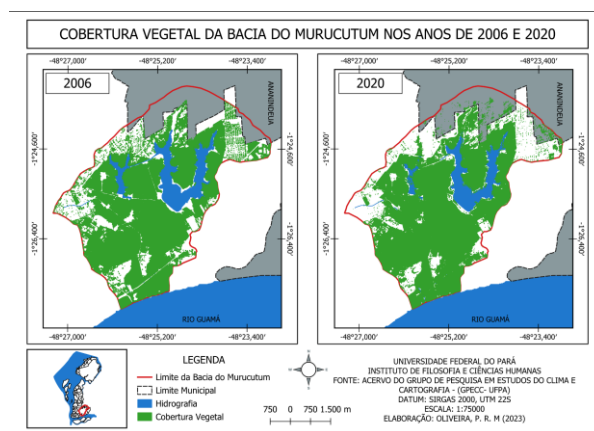 COBERTURA VEGETAL DA BACIA DO MURUCUTUM NOS ANOS DE 2006 E 2020
-48°27,000' -48°25,200' -48°23,400'
2006
ANANINDEUA
-1°24,600'
-1°24,600'
-1°26,400'
-1°26,400'
RIO GUAMÁ
-48°27,000' -48°25,200' -48°23,400'
-48°27,000' -48°25,200' -48°23,400'
2020
ANANINDEUA
-1°24,600'
-1°24,600'
-1°26,400'
-1°26,400'
RIO GUAMÁ
-48°27,000' -48°25,200' -48°23,400'
LEGENDA
Limite da Bacia do Murucutum
Limite Municipal
Hidrografia
Cobertura Vegetal
750 0 750 1.500 m
UNIVERSIDADE FEDERAL DO PARÁ
INSTITUTO DE FILOSOFIA E CIÊNCIAS HUMANAS
FONTE: ACERVO DO GRUPO DE PESQUISA EM ESTUDOS DO CLIMA E
CARTOGRAFIA - (GPECC- UFPA)
DATUM: SIRGAS 2000, UTM 22S
ESCALA: 1:75000
ELABORAÇÃO: OLIVEIRA, P. R. M (2023)